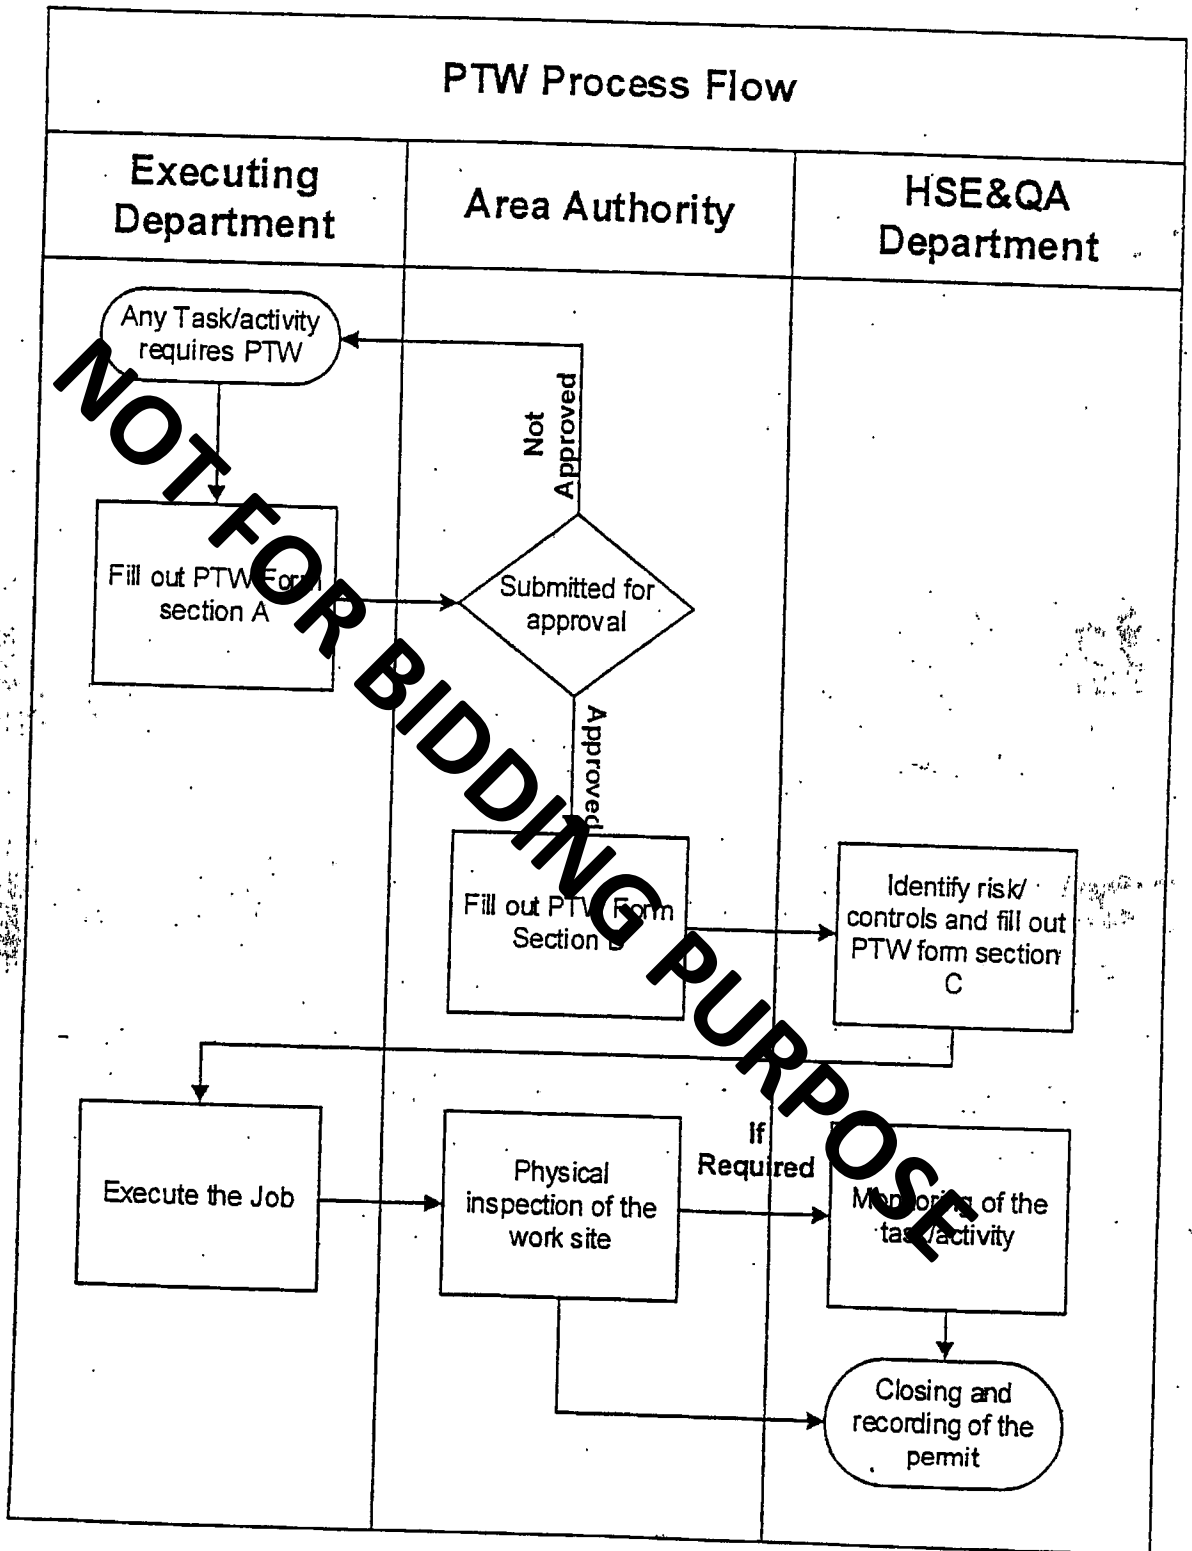 PTW Process Flow
Executing
Department
Area Authority
HSE&QA
Department
Any Task/activity
requires PTW
Not
Approved
Fill out PTW Form
section A
Submitted for
approval
Approved
Fill out PTW Form
Section B
Identify risk/
controls and fill out
PTW form section
C
Execute the Job
Physical
inspection of the
work site
If
Required
Monitoring of the
task/activity
Closing and
recording of the
permit
NOT FOR BIDDING PURPOSE